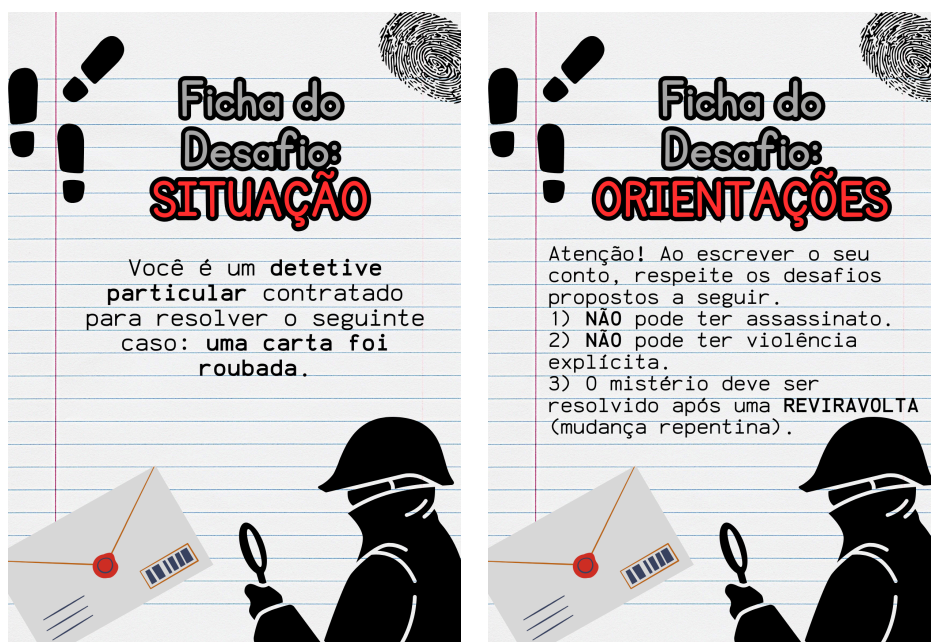 Ficha do
Desafio:
SITUAÇÃO
Você é um detetive
particular contratado
para resolver o seguinte
caso: uma carta foi
roubada.
Ficha do
Desafio:
ORIENTAÇÕES
Atenção! Ao escrever o seu
conto, respeite os desafios
propostos a seguir.
1) NÃO pode ter assassinato.
2) NÃO pode ter violência
explícita.
3) O mistério deve ser
resolvido após uma REVIRAVOLTA
(mudança repentina).